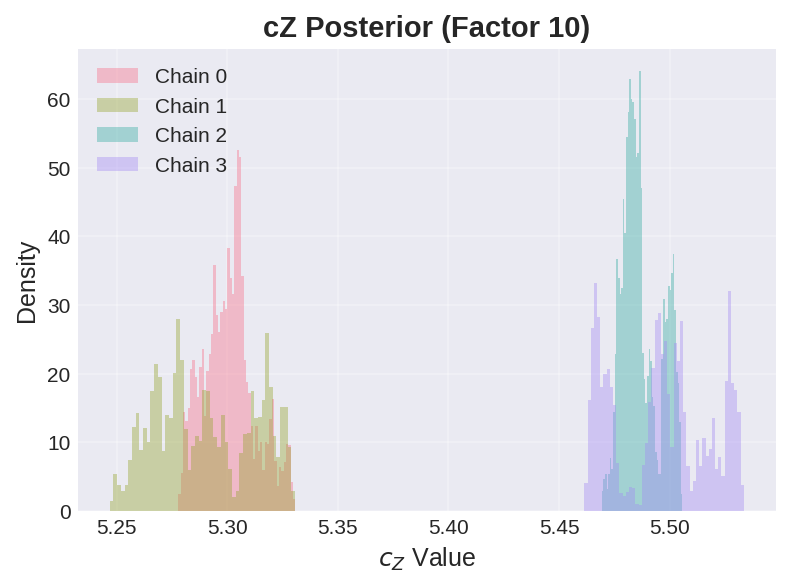 cZ Posterior (Factor 10)
Chain 0
Chain 1
Chain 2
Chain 3
60
50
40
30
20
10
0
Density
5.25 5.30 5.35 5.40 5.45 5.50
cZ Value